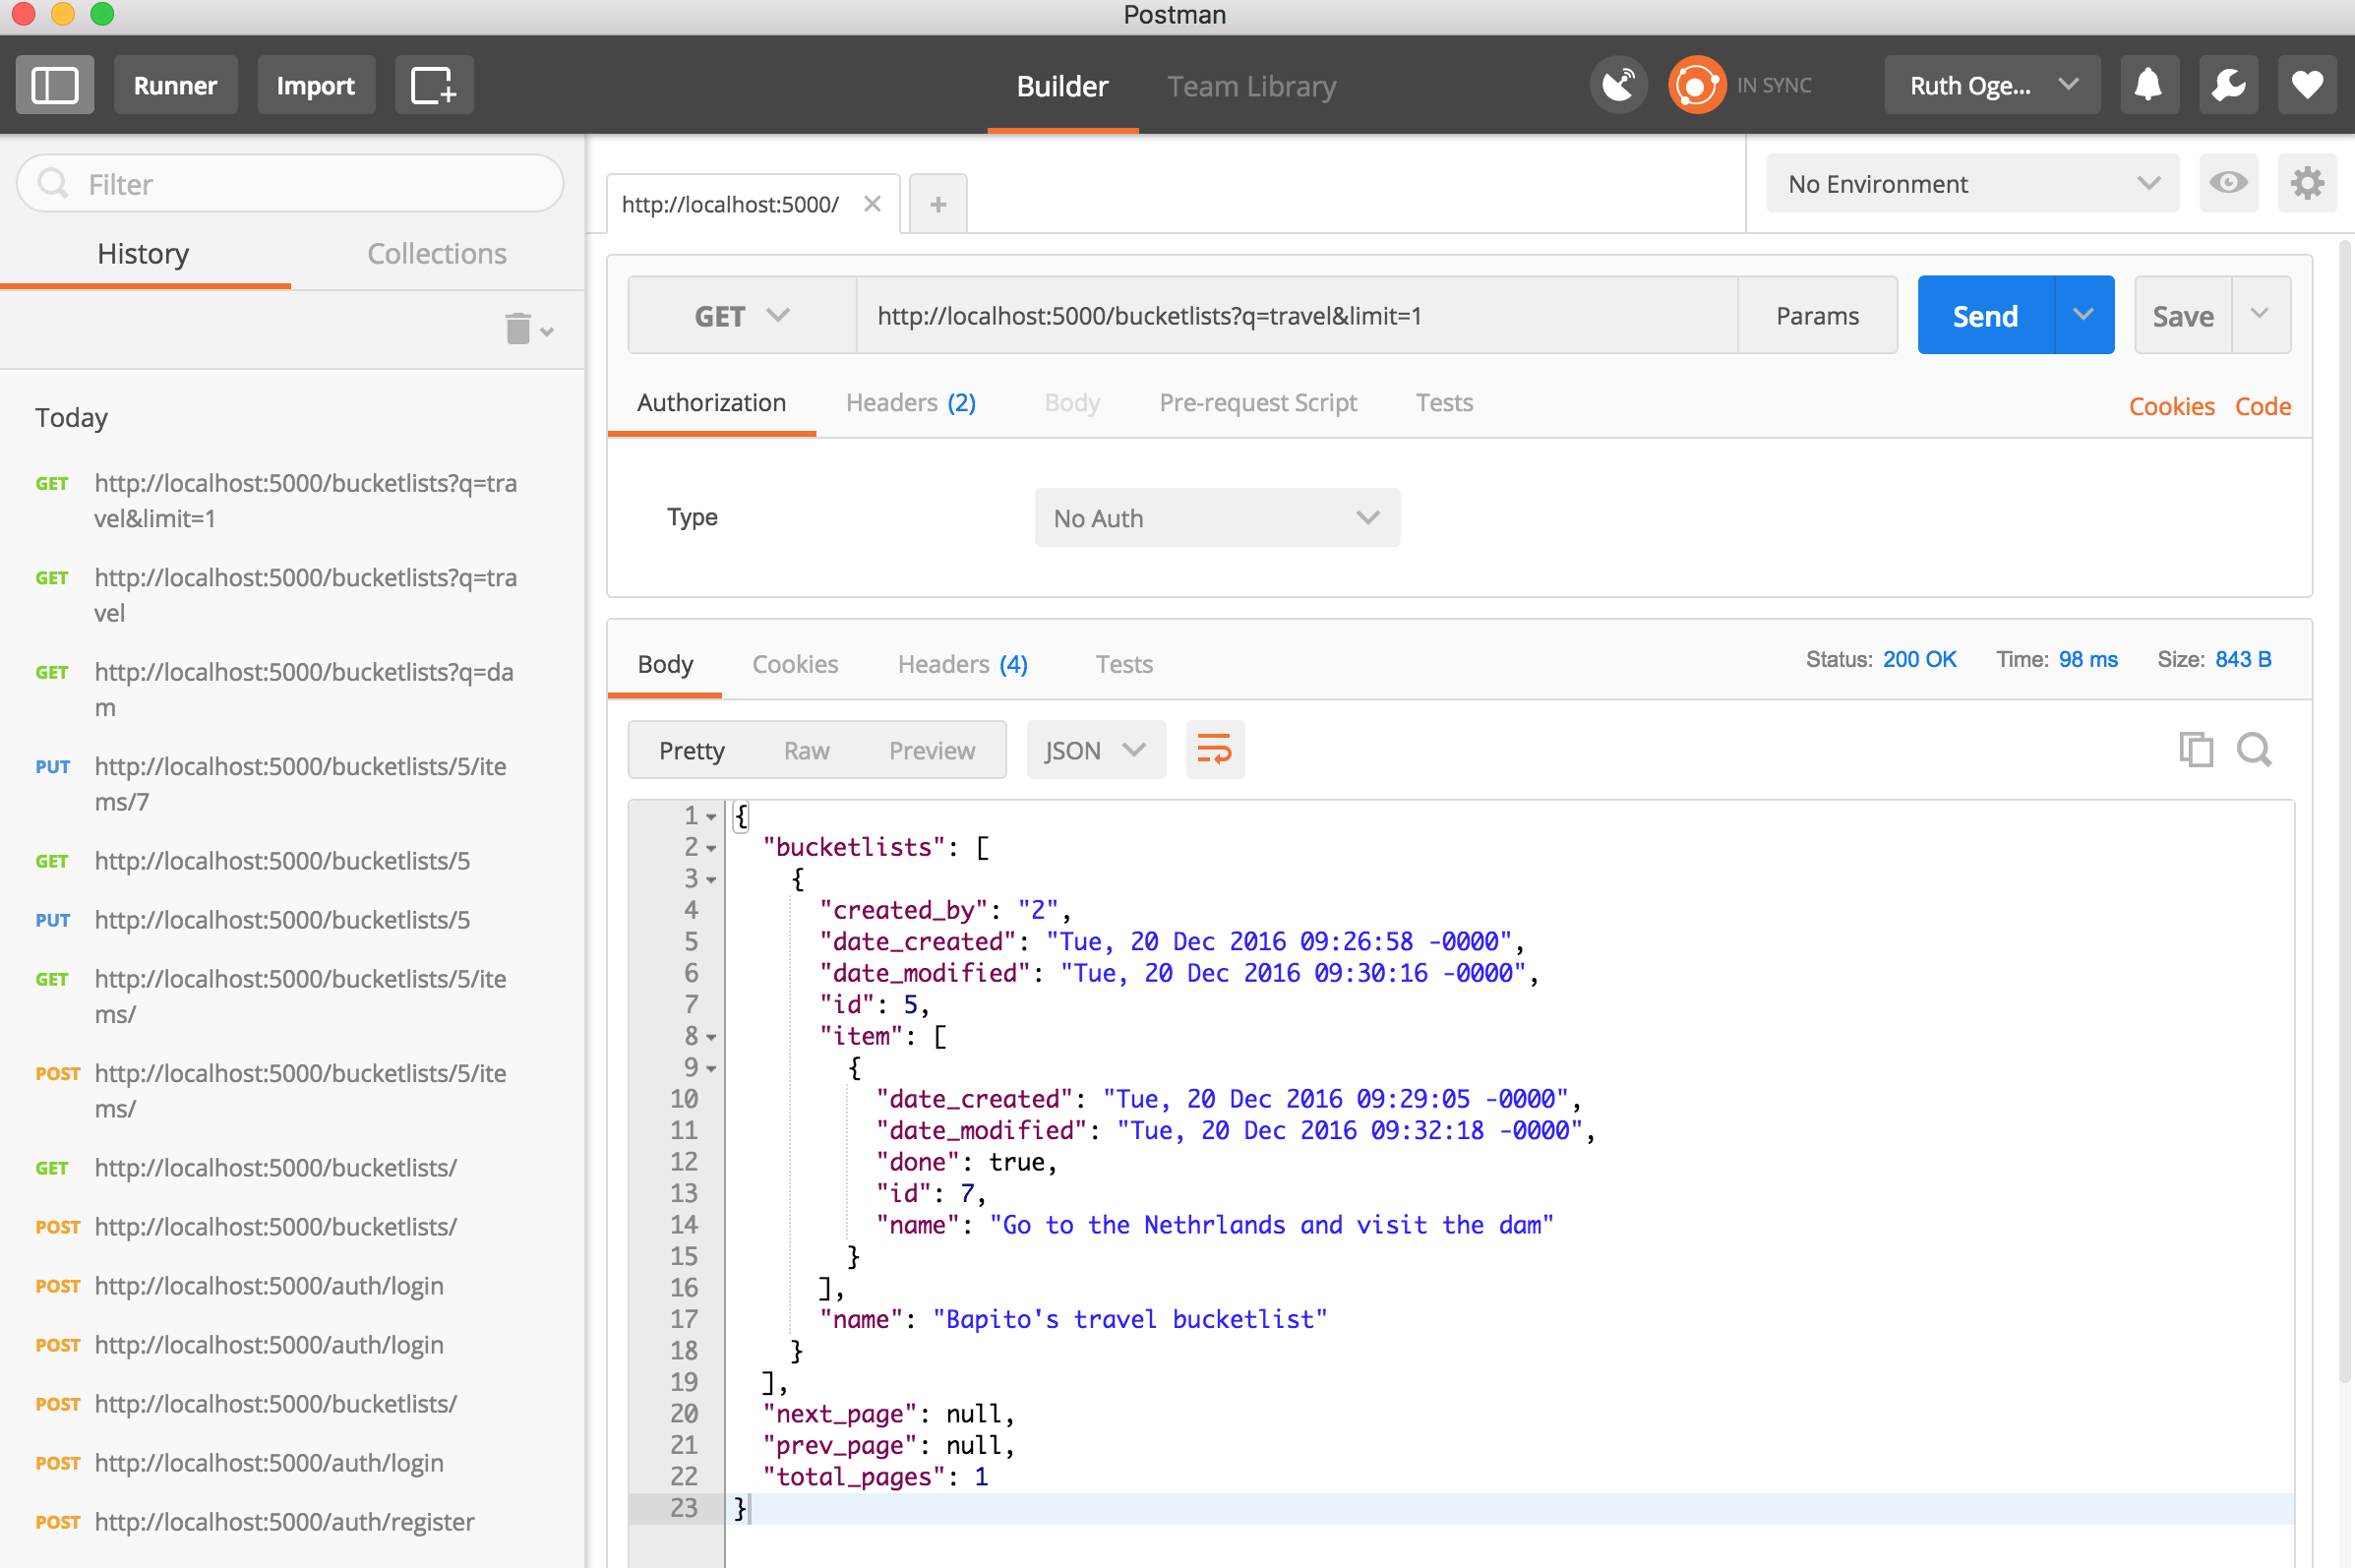 Postman
Runner
Import
Builder
Team Library
IN SYNC
Ruth Oge...
Filter
History
Collections
Today
GET http://localhost:5000/bucketlists?q=tra
vel&limit=1
GET http://localhost:5000/bucketlists?q=tra
vel
GET http://localhost:5000/bucketlists?q=da
m
PUT http://localhost:5000/bucketlists/5/ite
ms/7
GET http://localhost:5000/bucketlists/5
PUT http://localhost:5000/bucketlists/5
GET http://localhost:5000/bucketlists/5/ite
ms/
POST http://localhost:5000/bucketlists/5/ite
ms/
GET http://localhost:5000/bucketlists/
POST http://localhost:5000/bucketlists/
POST http://localhost:5000/auth/login
POST http://localhost:5000/auth/login
POST http://localhost:5000/bucketlists/
POST http://localhost:5000/auth/login
POST http://localhost:5000/auth/register
http://localhost:5000/
No Environment
GET
http://localhost:5000/bucketlists?q=travel&limit=1
Params
Send
Save
Authorization
Headers (2)
Body
Pre-request Script
Tests
Cookies
Code
Type
No Auth
Body
Cookies
Headers (4)
Tests
Status: 200 OK
Time: 98 ms
Size: 843 B
Pretty
Raw
Preview
JSON
1 {
2 "bucketlists": [
3 {
4 "created_by": "2",
5 "date_created": "Tue, 20 Dec 2016 09:26:58 -0000",
6 "date_modified": "Tue, 20 Dec 2016 09:30:16 -0000",
7 "id": 5,
8 "item": [
9 {
10 "date_created": "Tue, 20 Dec 2016 09:29:05 -0000",
11 "date_modified": "Tue, 20 Dec 2016 09:32:18 -0000",
12 "done": true,
13 "id": 7,
14 "name": "Go to the Nethrlands and visit the dam"
15 }
16 ],
17 "name": "Bapito's travel bucketlist"
18 }
19 ],
20 "next_page": null,
21 "prev_page": null,
22 "total_pages": 1
23 }